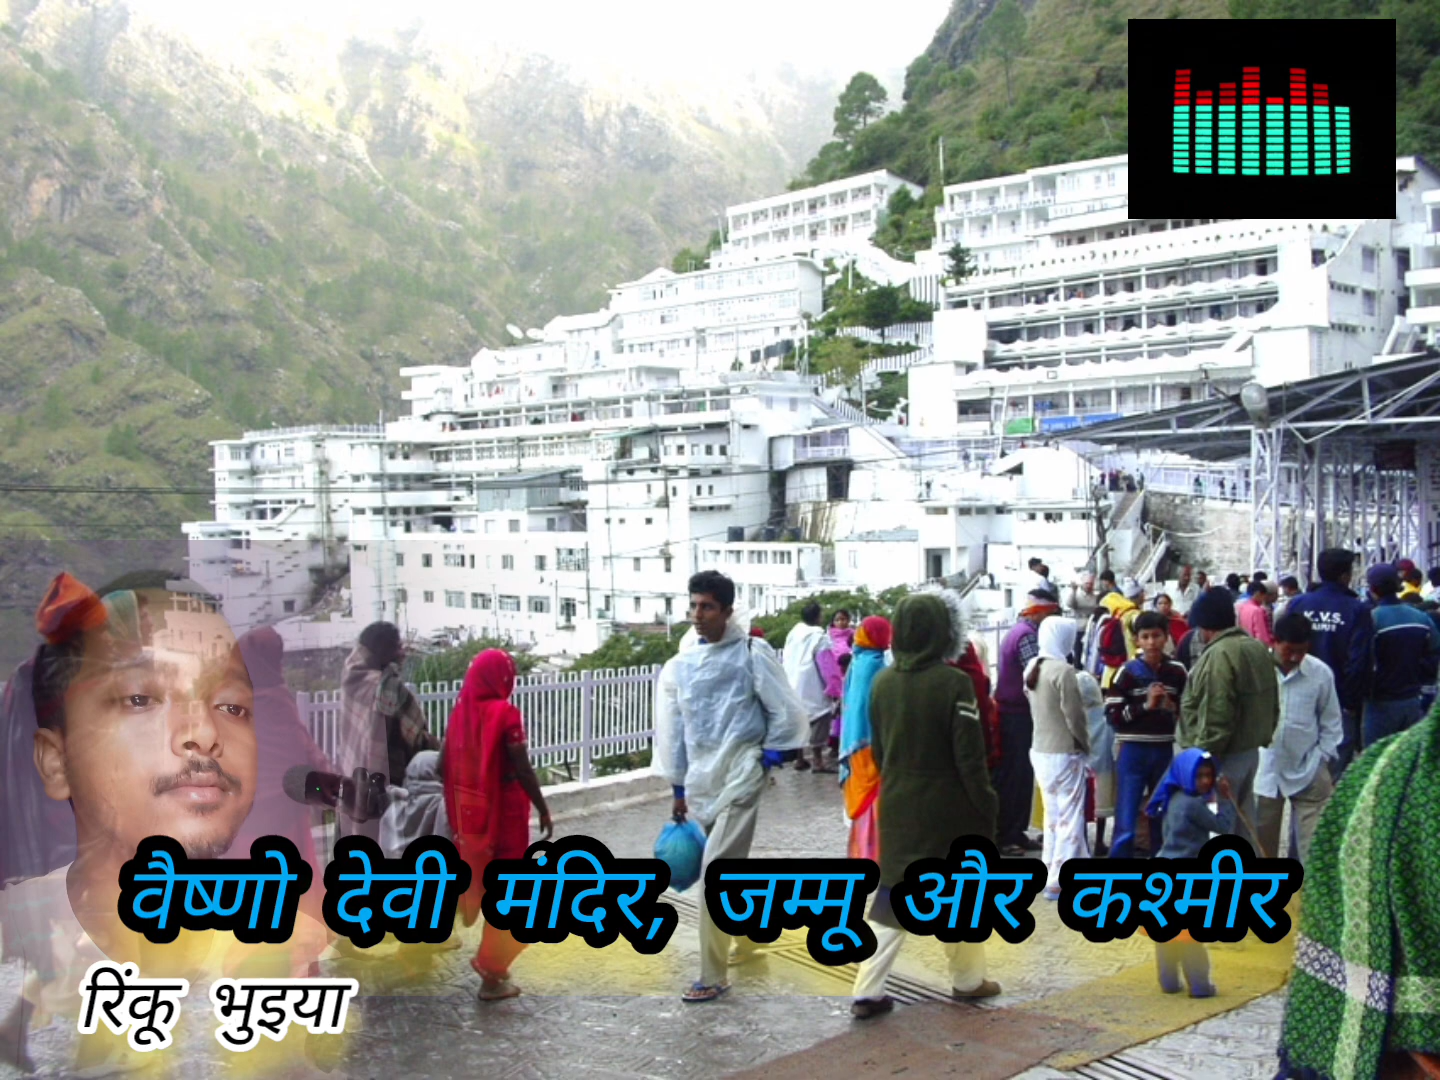 K.V.S.
वैष्णो देवी मंदिर, जम्मू और कश्मीर
रिंकू भुइया